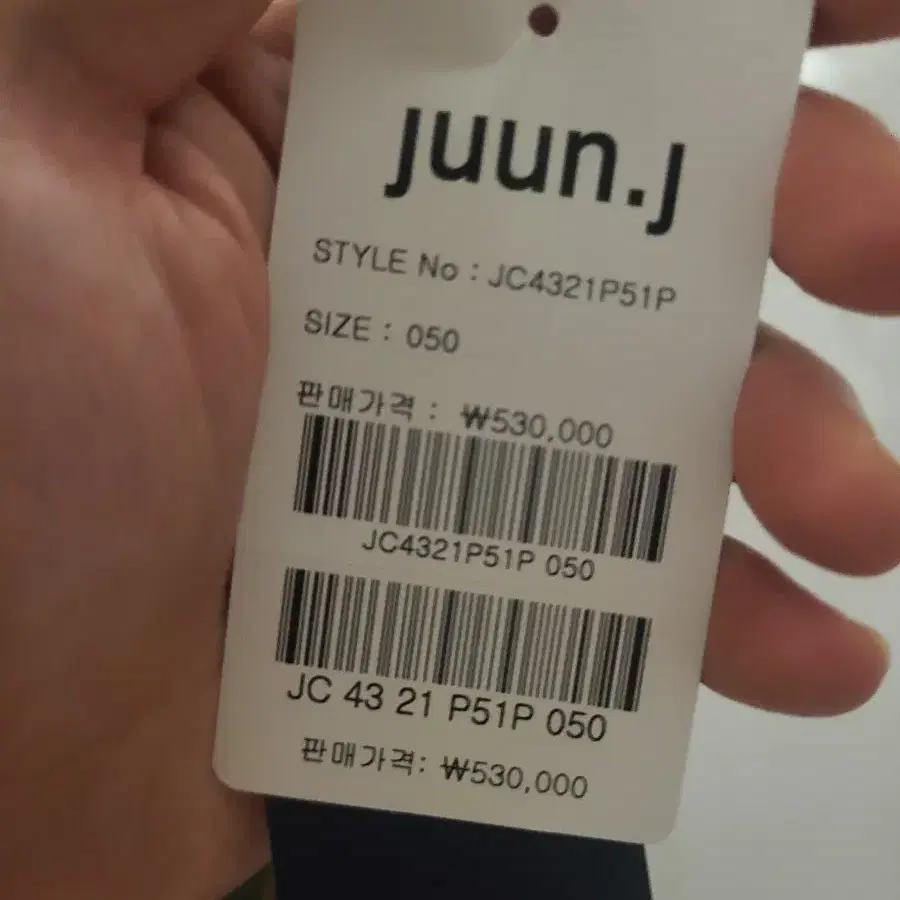 juun.j
STYLE No : JC4321P51P
SIZE : 050
판매가격 : ₩530,000
JC4321P51P 050
JC 43 21 P51P 050
판매가격: ₩530,000